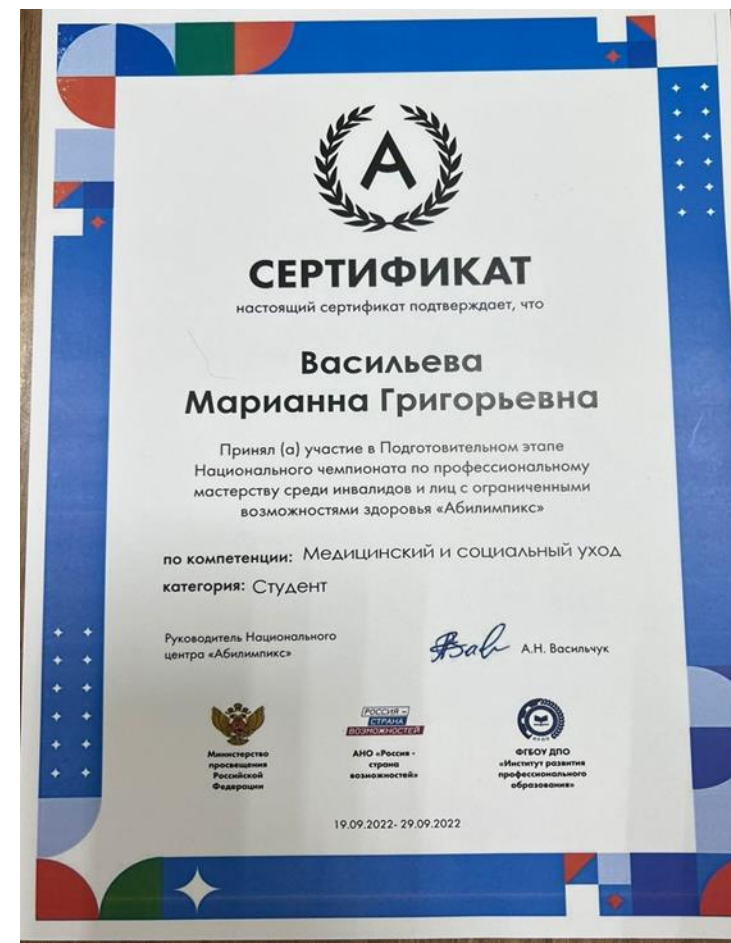 А
СЕРТИФИКАТ
настоящий сертификат подтверждает, что
Васильева
Марианна Григорьевна
Принял (а) участие в Подготовительном этапе
Национального чемпионата по профессиональному
мастерству среди инвалидов и лиц с ограниченными
возможностями здоровья «Абилимпикс»
по компетенции: Медицинский и социальный уход
категория: Студент
Руководитель Национального
центра «Абилимпикс»
А.Н. Васильчук
Министерство
просвещения
Российской
Федерации
РОССИЯ –
СТРАНА
ВОЗМОЖНОСТЕЙ
АНО «Россия -
страна
возможностей»
ФГБОУ ДПО
«Институт развития
профессионального
образования»
19.09.2022- 29.09.2022